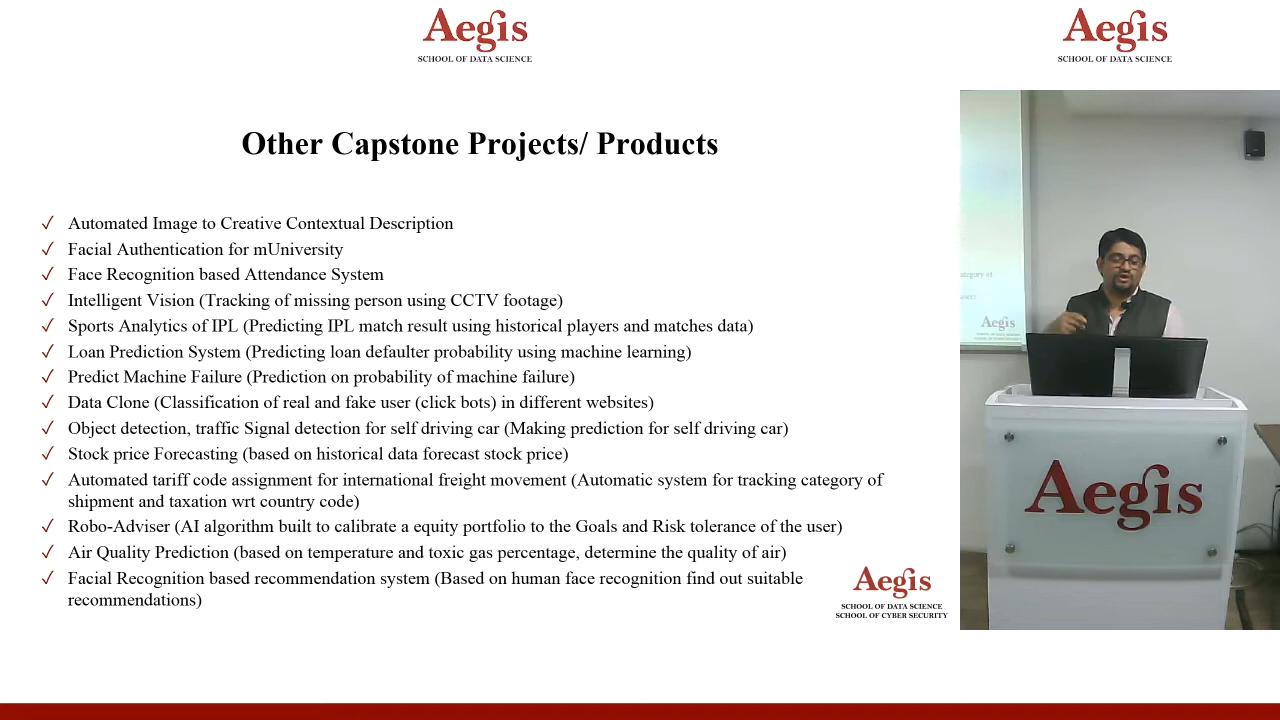 Aegis
SCHOOL OF DATA SCIENCE
Aegis
SCHOOL OF DATA SCIENCE
Other Capstone Projects/ Products
✓ Automated Image to Creative Contextual Description
✓ Facial Authentication for mUniversity
✓ Face Recognition based Attendance System
✓ Intelligent Vision (Tracking of missing person using CCTV footage)
✓ Sports Analytics of IPL (Predicting IPL match result using historical players and matches data)
✓ Loan Prediction System (Predicting loan defaulter probability using machine learning)
✓ Predict Machine Failure (Prediction on probability of machine failure)
✓ Data Clone (Classification of real and fake user (click bots) in different websites)
✓ Object detection, traffic Signal detection for self driving car (Making prediction for self driving car)
✓ Stock price Forecasting (based on historical data forecast stock price)
✓ Automated tariff code assignment for international freight movement (Automatic system for tracking category of
shipment and taxation wrt country code)
✓ Robo-Adviser (AI algorithm built to calibrate a equity portfolio to the Goals and Risk tolerance of the user)
✓ Air Quality Prediction (based on temperature and toxic gas percentage, determine the quality of air)
✓ Facial Recognition based recommendation system (Based on human face recognition find out suitable
recommendations)
Aegis
SCHOOL OF DATA SCIENCE
SCHOOL OF CYBER SECURITY
Aegis
Aegis